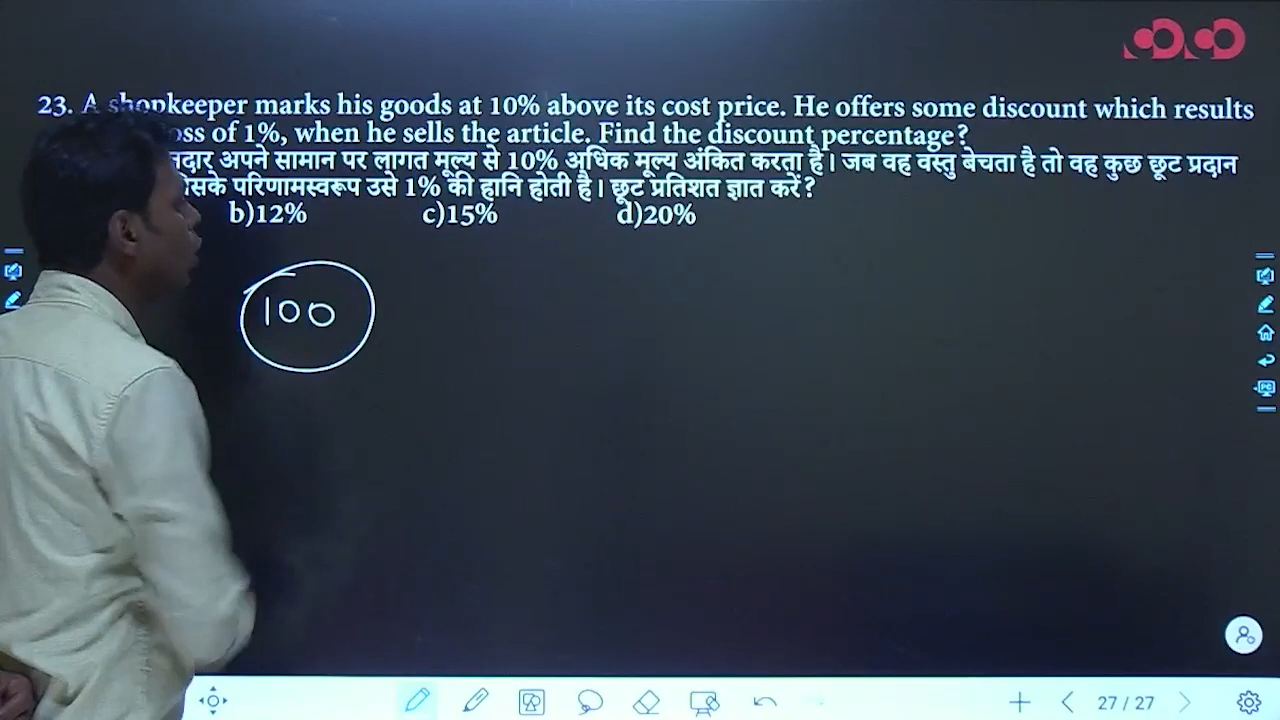 23. A shopkeeper marks his goods at 10% above its cost price. He offers some discount which results
of 1%, when he sells the article. Find the discount percentage?
अपने सामान पर लागत मूल्य से 10% अधिक मूल्य अंकित करता है। जब वह वस्तु बेचता है तो वह कुछ छूट प्रदान
परिणामस्वरूप उसे 1% की हानि होती है। छूट प्रतिशत ज्ञात करें?
b)12% c)15% d)20%
100
27 / 27